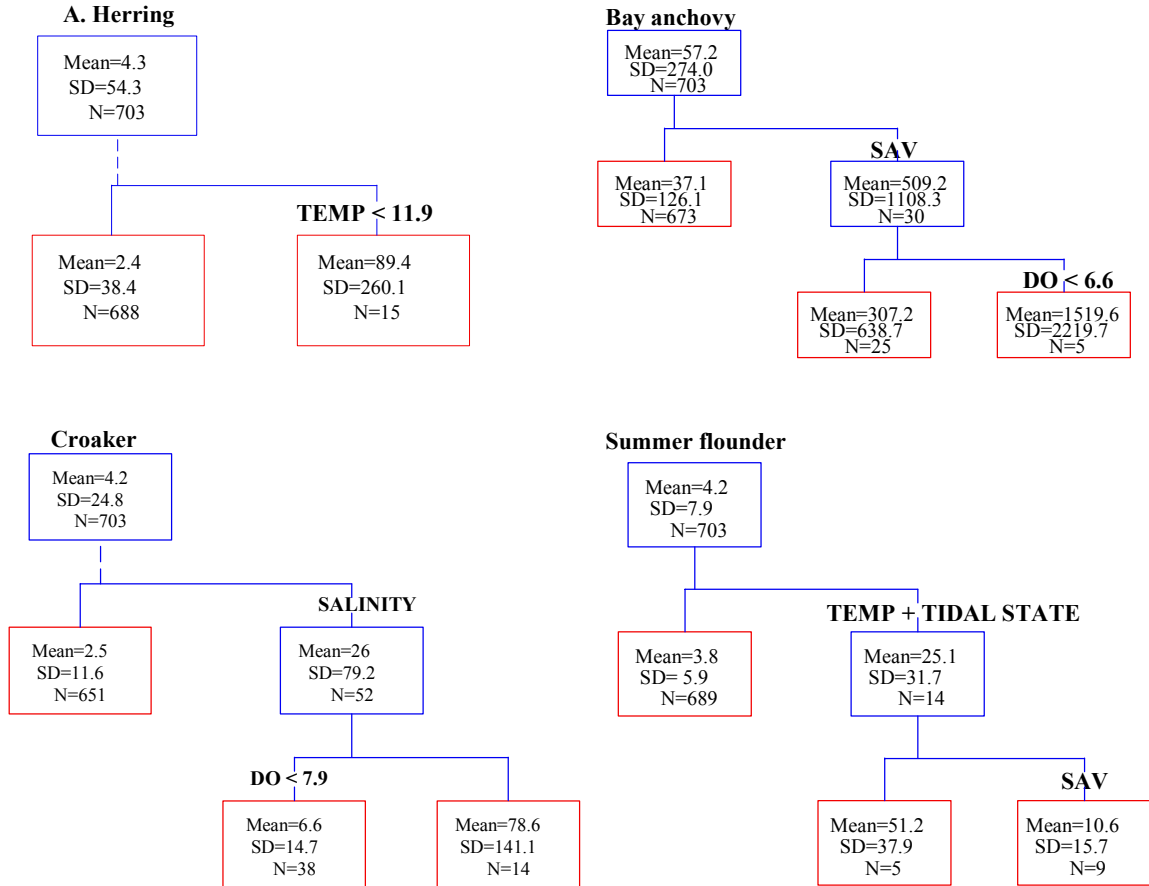 A. Herring
Mean=4.3
SD=54.3
N=703
TEMP < 11.9
Mean=2.4
SD=38.4
N=688
Mean=89.4
SD=260.1
N=15
Bay anchovy
Mean=57.2
SD=274.0
N=703
SAV
Mean=37.1
SD=126.1
N=673
Mean=509.2
SD=1108.3
N=30
DO < 6.6
Mean=307.2
SD=638.7
N=25
Mean=1519.6
SD=2219.7
N=5
Croaker
Mean=4.2
SD=24.8
N=703
SALINITY
Mean=2.5
SD=11.6
N=651
Mean=26
SD=79.2
N=52
DO < 7.9
Mean=6.6
SD=14.7
N=38
Mean=78.6
SD=141.1
N=14
Summer flounder
Mean=4.2
SD=7.9
N=703
TEMP + TIDAL STATE
Mean=3.8
SD= 5.9
N=689
Mean=25.1
SD=31.7
N=14
SAV
Mean=51.2
SD=37.9
N=5
Mean=10.6
SD=15.7
N=9